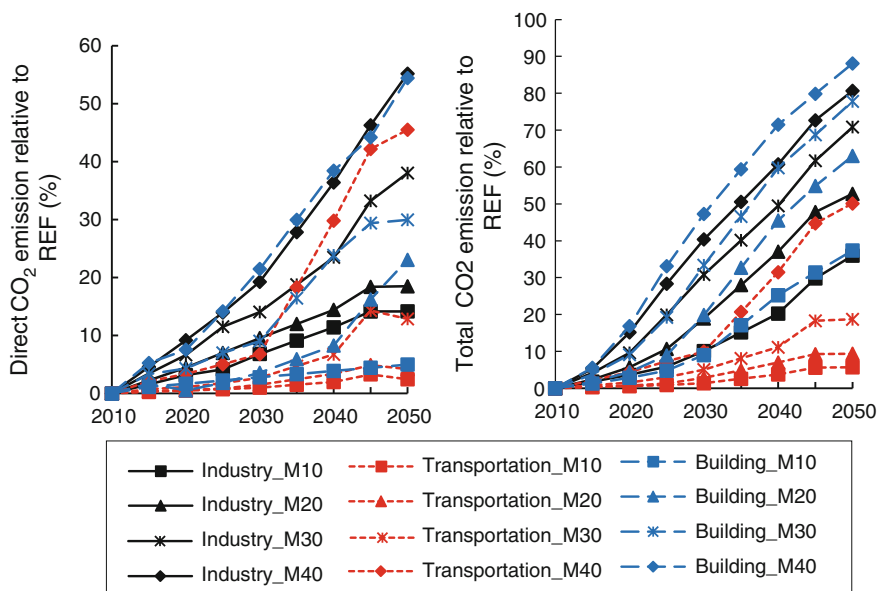 Direct CO2 emission relative to
REF (%)
60
50
40
30
20
10
0
2010 2020 2030 2040 2050
Total CO2 emission relative to
REF (%)
100
90
80
70
60
50
40
30
20
10
0
2010 2020 2030 2040 2050
Industry_M10
Transportation_M10
Building_M10
Industry_M20
Transportation_M20
Building_M20
Industry_M30
Transportation_M30
Building_M30
Industry_M40
Transportation_M40
Building_M40